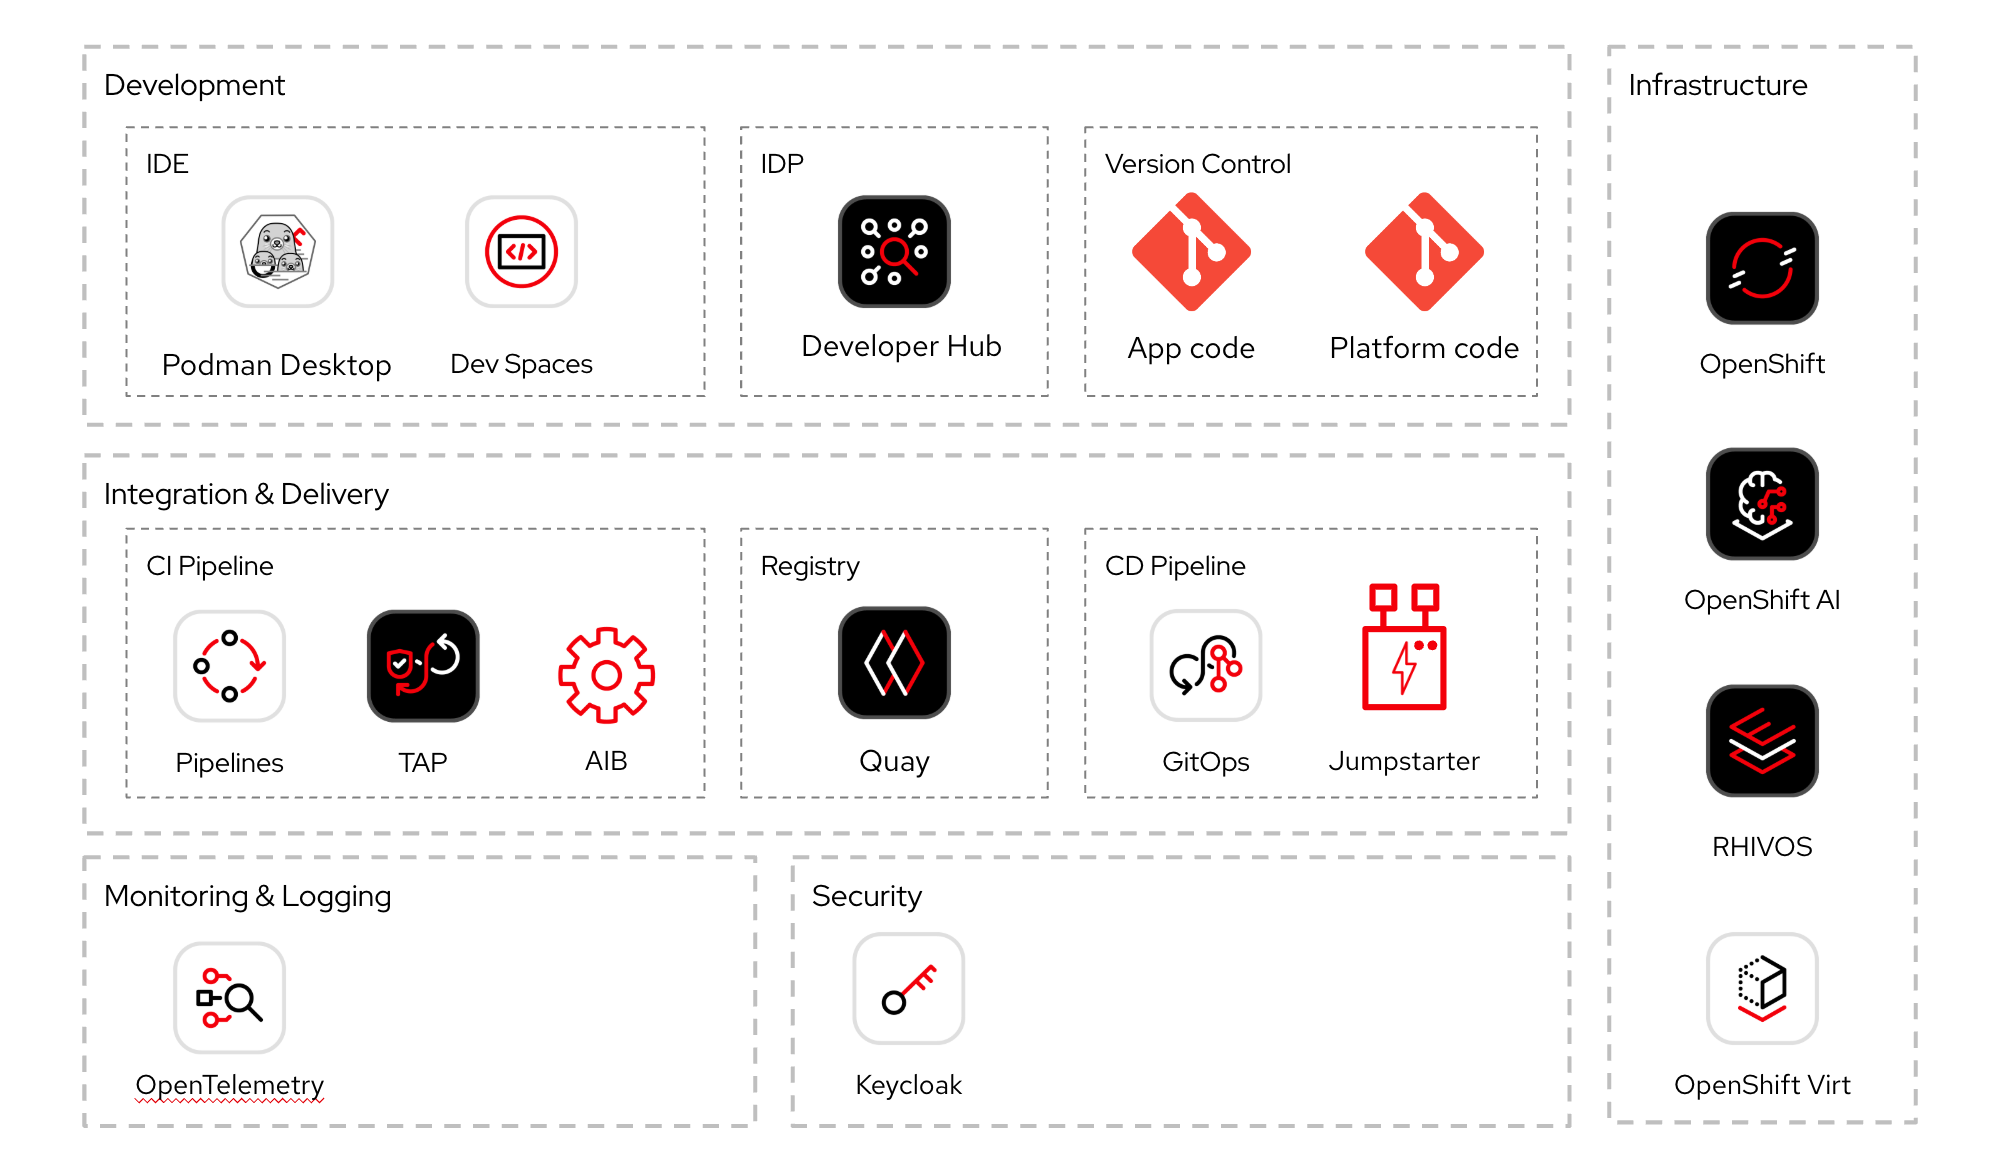 Development
IDE
Podman Desktop
Dev Spaces
IDP
Developer Hub
Version Control
App code
Platform code
Integration & Delivery
CI Pipeline
Pipelines
TAP
AIB
Registry
Quay
CD Pipeline
GitOps
Jumpstarter
Monitoring & Logging
OpenTelemetry
Security
Keycloak
Infrastructure
OpenShift
OpenShift AI
RHIVOS
OpenShift Virt